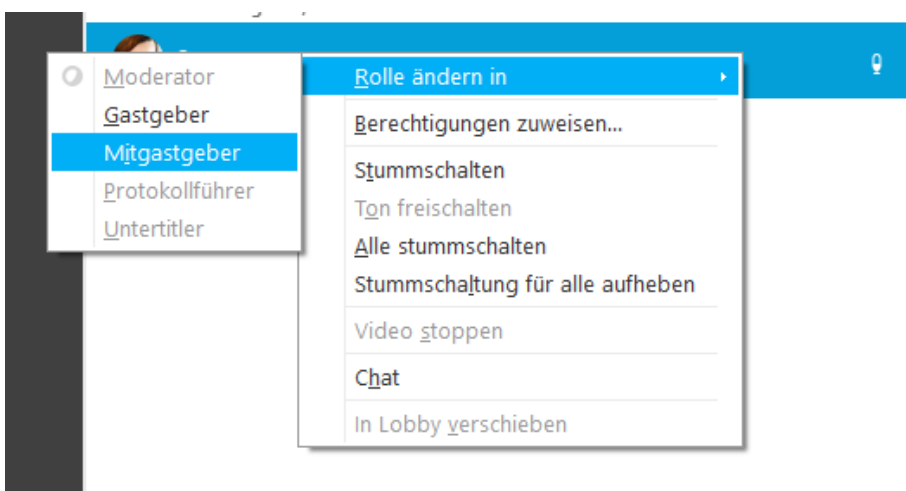 Moderator
Gastgeber
Mitgastgeber
Protokollführer
Untertitler
Rolle ändern in
Berechtigungen zuweisen...
Stummschalten
Ton freischalten
Alle stummschalten
Stummschaltung für alle aufheben
Video stoppen
Chat
In Lobby verschieben